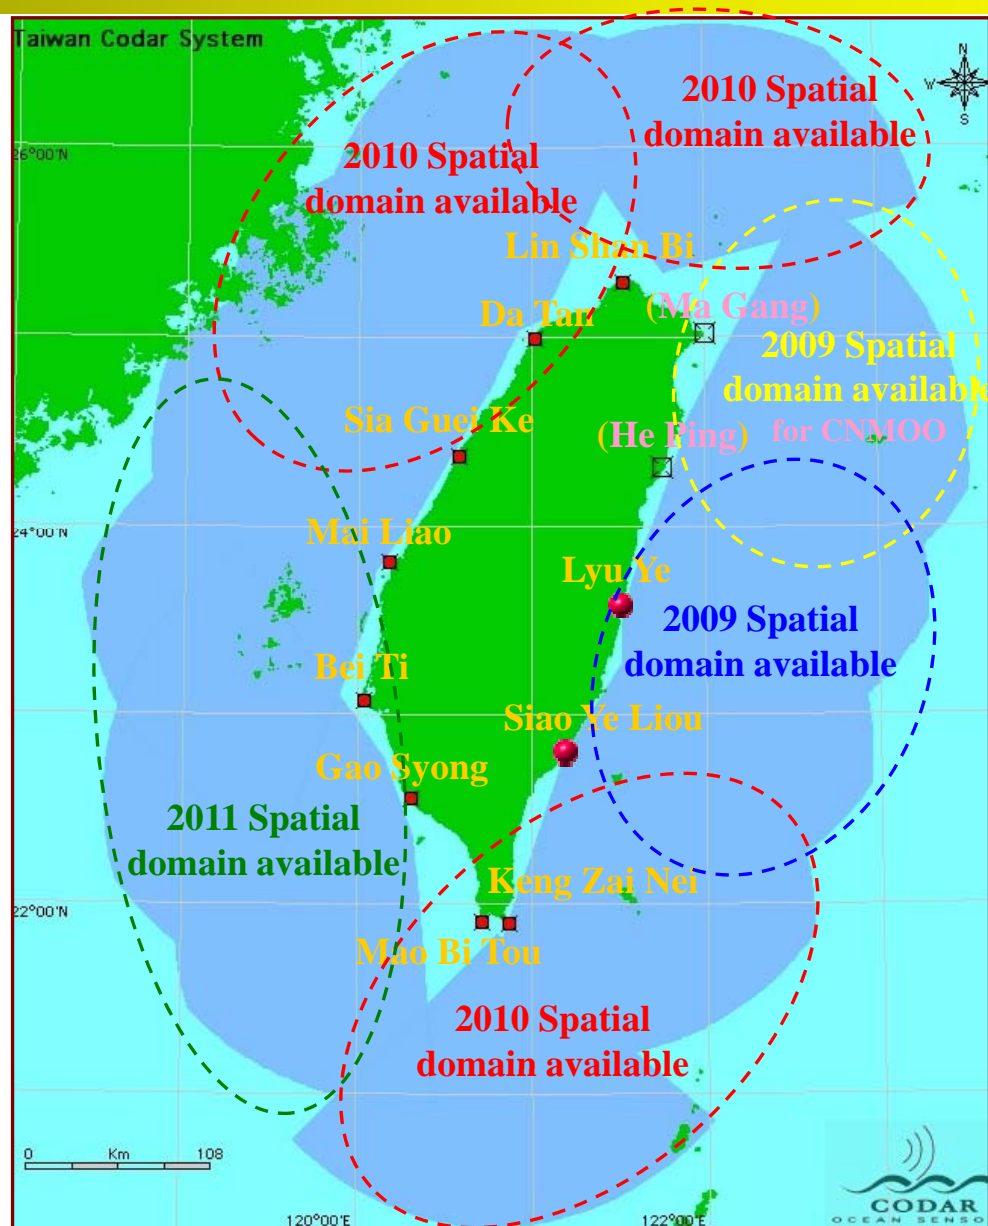 Taiwan Codar System
N
W
S
2010 Spatial
domain available
26°00'N
2010 Spatial
domain available
Lin Shan Bi
Da Tan
(Ma Gang)
2009 Spatial
domain available
for CNMOO
Sia Guei Ke
(He Ping)
24°00'N
Mai Liao
Lyu Ye
2009 Spatial
domain available
Bei Ti
Siao Ye Liou
Gao Syong
2011 Spatial
domain available
Keng Zai Nei
22°00'N
Mao Bi Tou
2010 Spatial
domain available
0 Km 108
CODAR
OCEAN SENSO
120°00'E
122°00'E